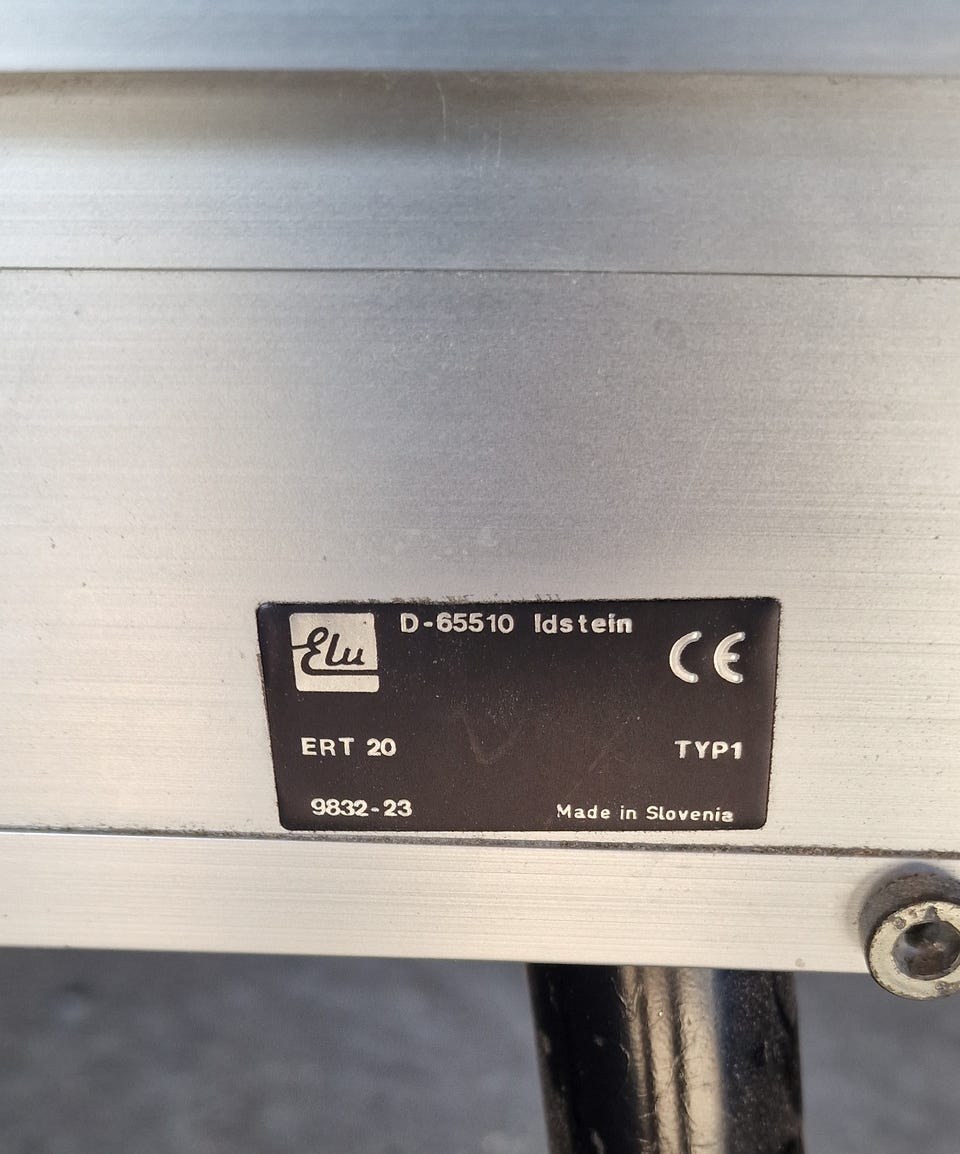 Elu
D-65510 Idstein
CE
ERT 20
TYP1
9832-23
Made in Slovenia